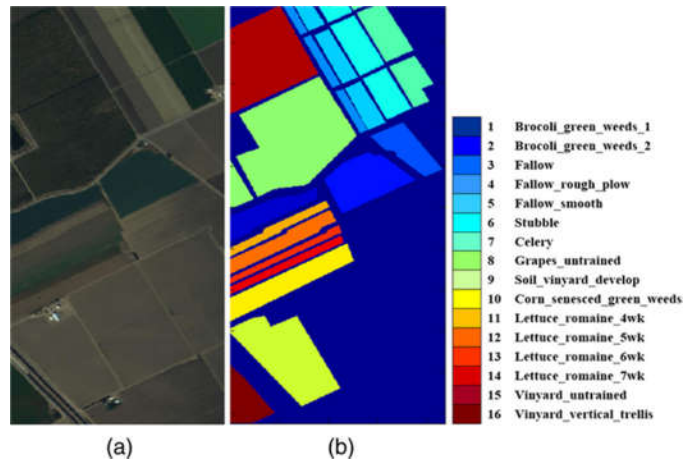 1 Brocoli_green_weeds_1
2 Brocoli_green_weeds_2
3 Fallow
4 Fallow_rough_plow
5 Fallow_smooth
6 Stubble
7 Celery
8 Grapes_untrained
9 Soil_vinyard_develop
10 Corn_senesced_green_weeds
11 Lettuce_romaine_4wk
12 Lettuce_romaine_5wk
13 Lettuce_romaine_6wk
14 Lettuce_romaine_7wk
15 Vinyard_untrained
16 Vinyard_vertical_trellis
(a) (b)